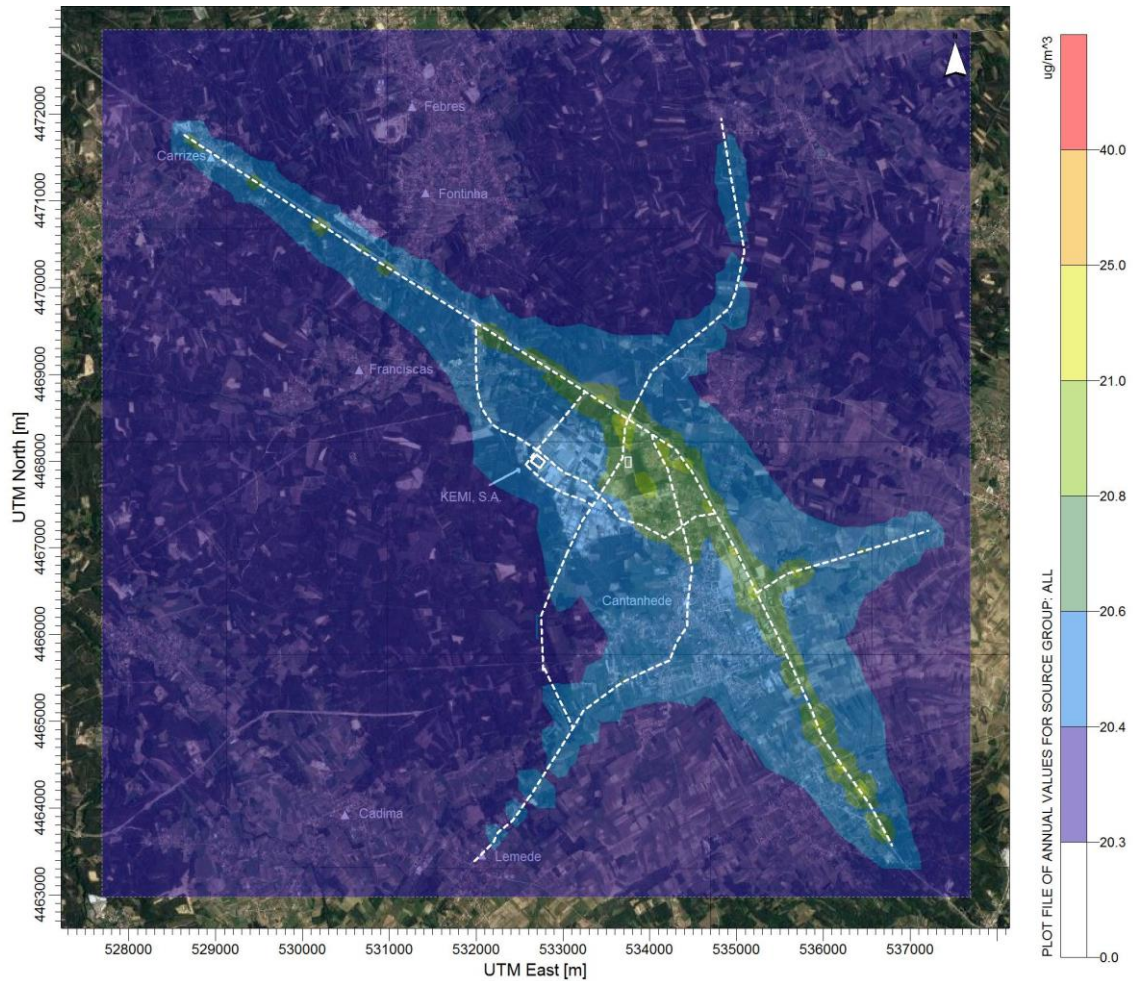 ug/m^3
Febres
Carrizes
Fontinha
Franciscas
KEMI, S.A.
Cantanhede
Cadima
Lemede
4472000
4471000
4470000
4469000
4468000
4467000
4466000
4465000
4464000
4463000
UTM North [m]
528000 529000 530000 531000 532000 533000 534000 535000 536000 537000
UTM East [m]
40.0
25.0
21.0
20.8
20.6
20.4
20.3
0.0
PLOT FILE OF ANNUAL VALUES FOR SOURCE GROUP: ALL